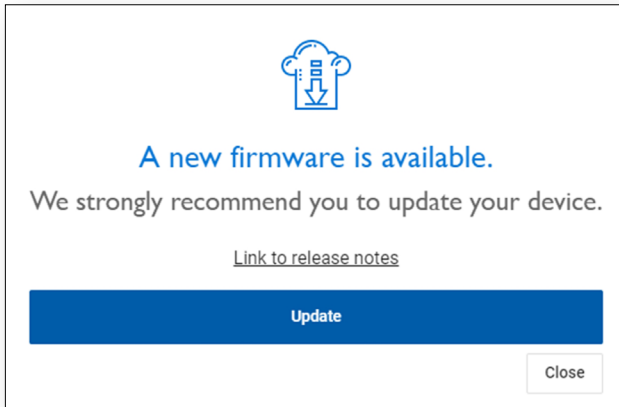 A new firmware is available.
We strongly recommend you to update your device.
Link to release notes
Update
Close